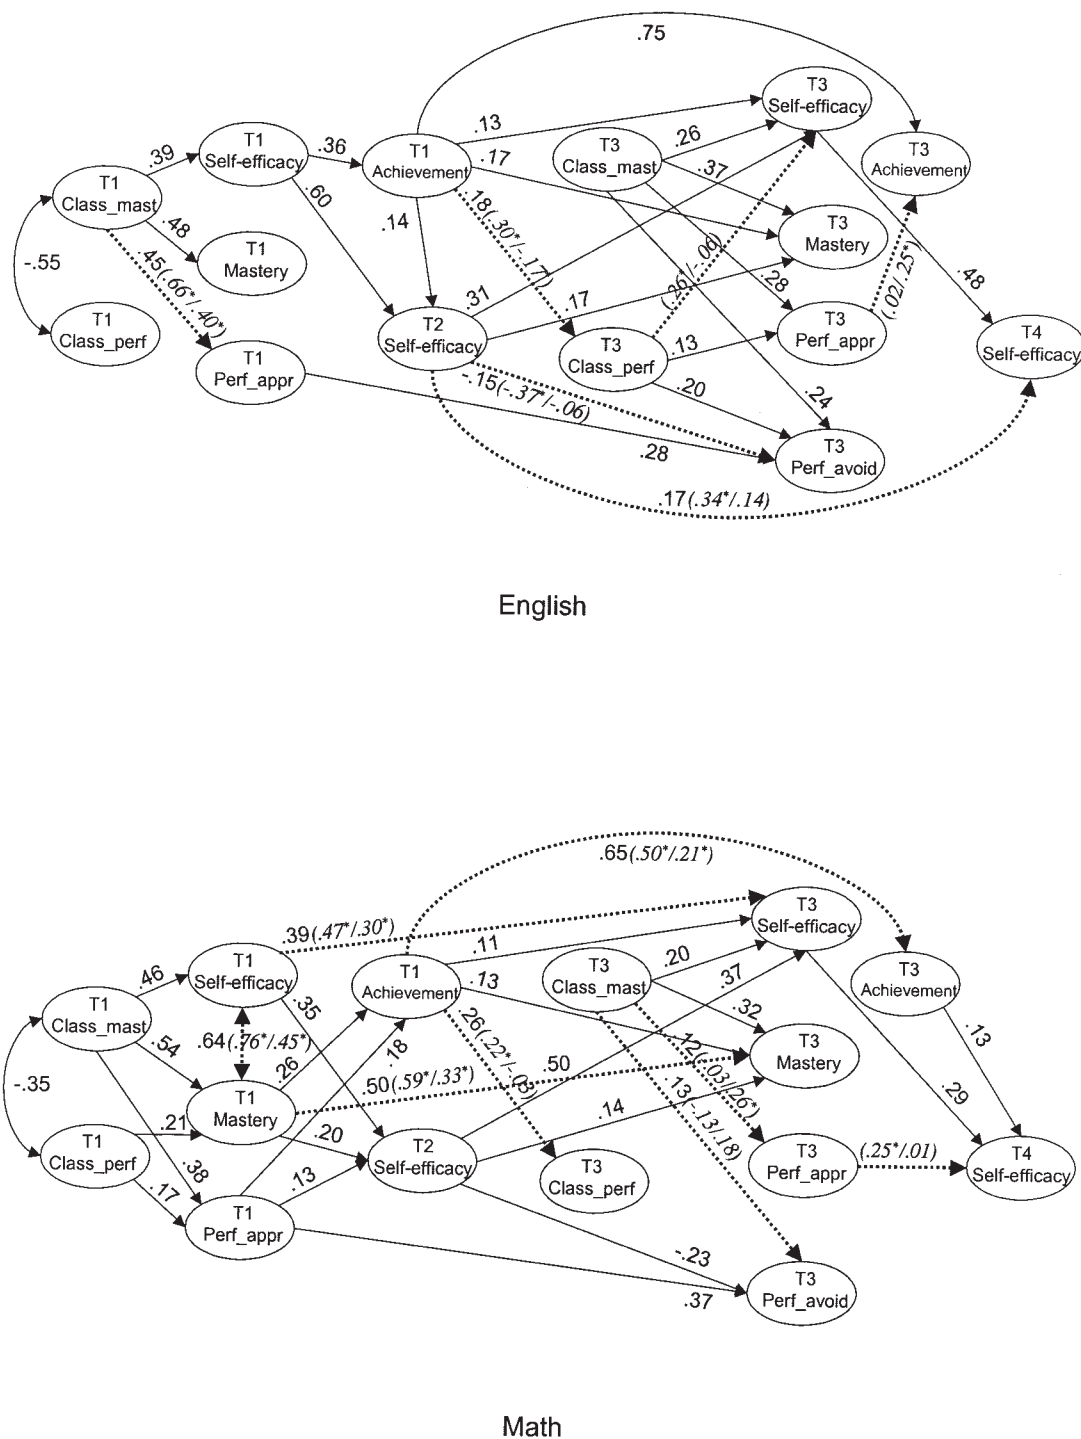 .75
T3
Self-efficacy
.13
.26
T1
Self-efficacy
.36
T1
Achievement
.17
T3
Class_mast
.37
T3
Achievement
.39
T1
Class_mast
.60
.18(.30*/-.17)
.48
.14
T3
Mastery
T1
Mastery
-.55
.45(.66*/.40*)
(.26*/-.06)
.28
(.02/.25*)
.48
.31
.17
T1
Class_perf
T2
Self-efficacy
T3
Class_perf
.13
T3
Perf_appr
T4
Self-efficacy
T1
Perf_appr
-.15(-.37*/-.06)
.20
.24
.28
T3
Perf_avoid
.17(.34*/.14)
English
.65(.50*/.21*)
T3
Self-efficacy
.39(.47*/.30*)
.11
.20
.37
T1
Self-efficacy
T1
Achievement
.13
T3
Class_mast
T3
Achievement
.46
T1
Class_mast
.35
.26(.22*/-.03)
.32
.13
.54
.64(.76*/.45*)
.26
.18
.12(-.03/.26*)
T3
Mastery
-.35
.50(.59*/.33*)
.50
.13(-.13/.18)
.29
T1
Mastery
.21
.20
.14
T1
Class_perf
.38
T2
Self-efficacy
T3
Class_perf
T3
Perf_appr
(.25*/.01)
T4
Self-efficacy
.17
.13
T1
Perf_appr
-.23
.37
T3
Perf_avoid
Math